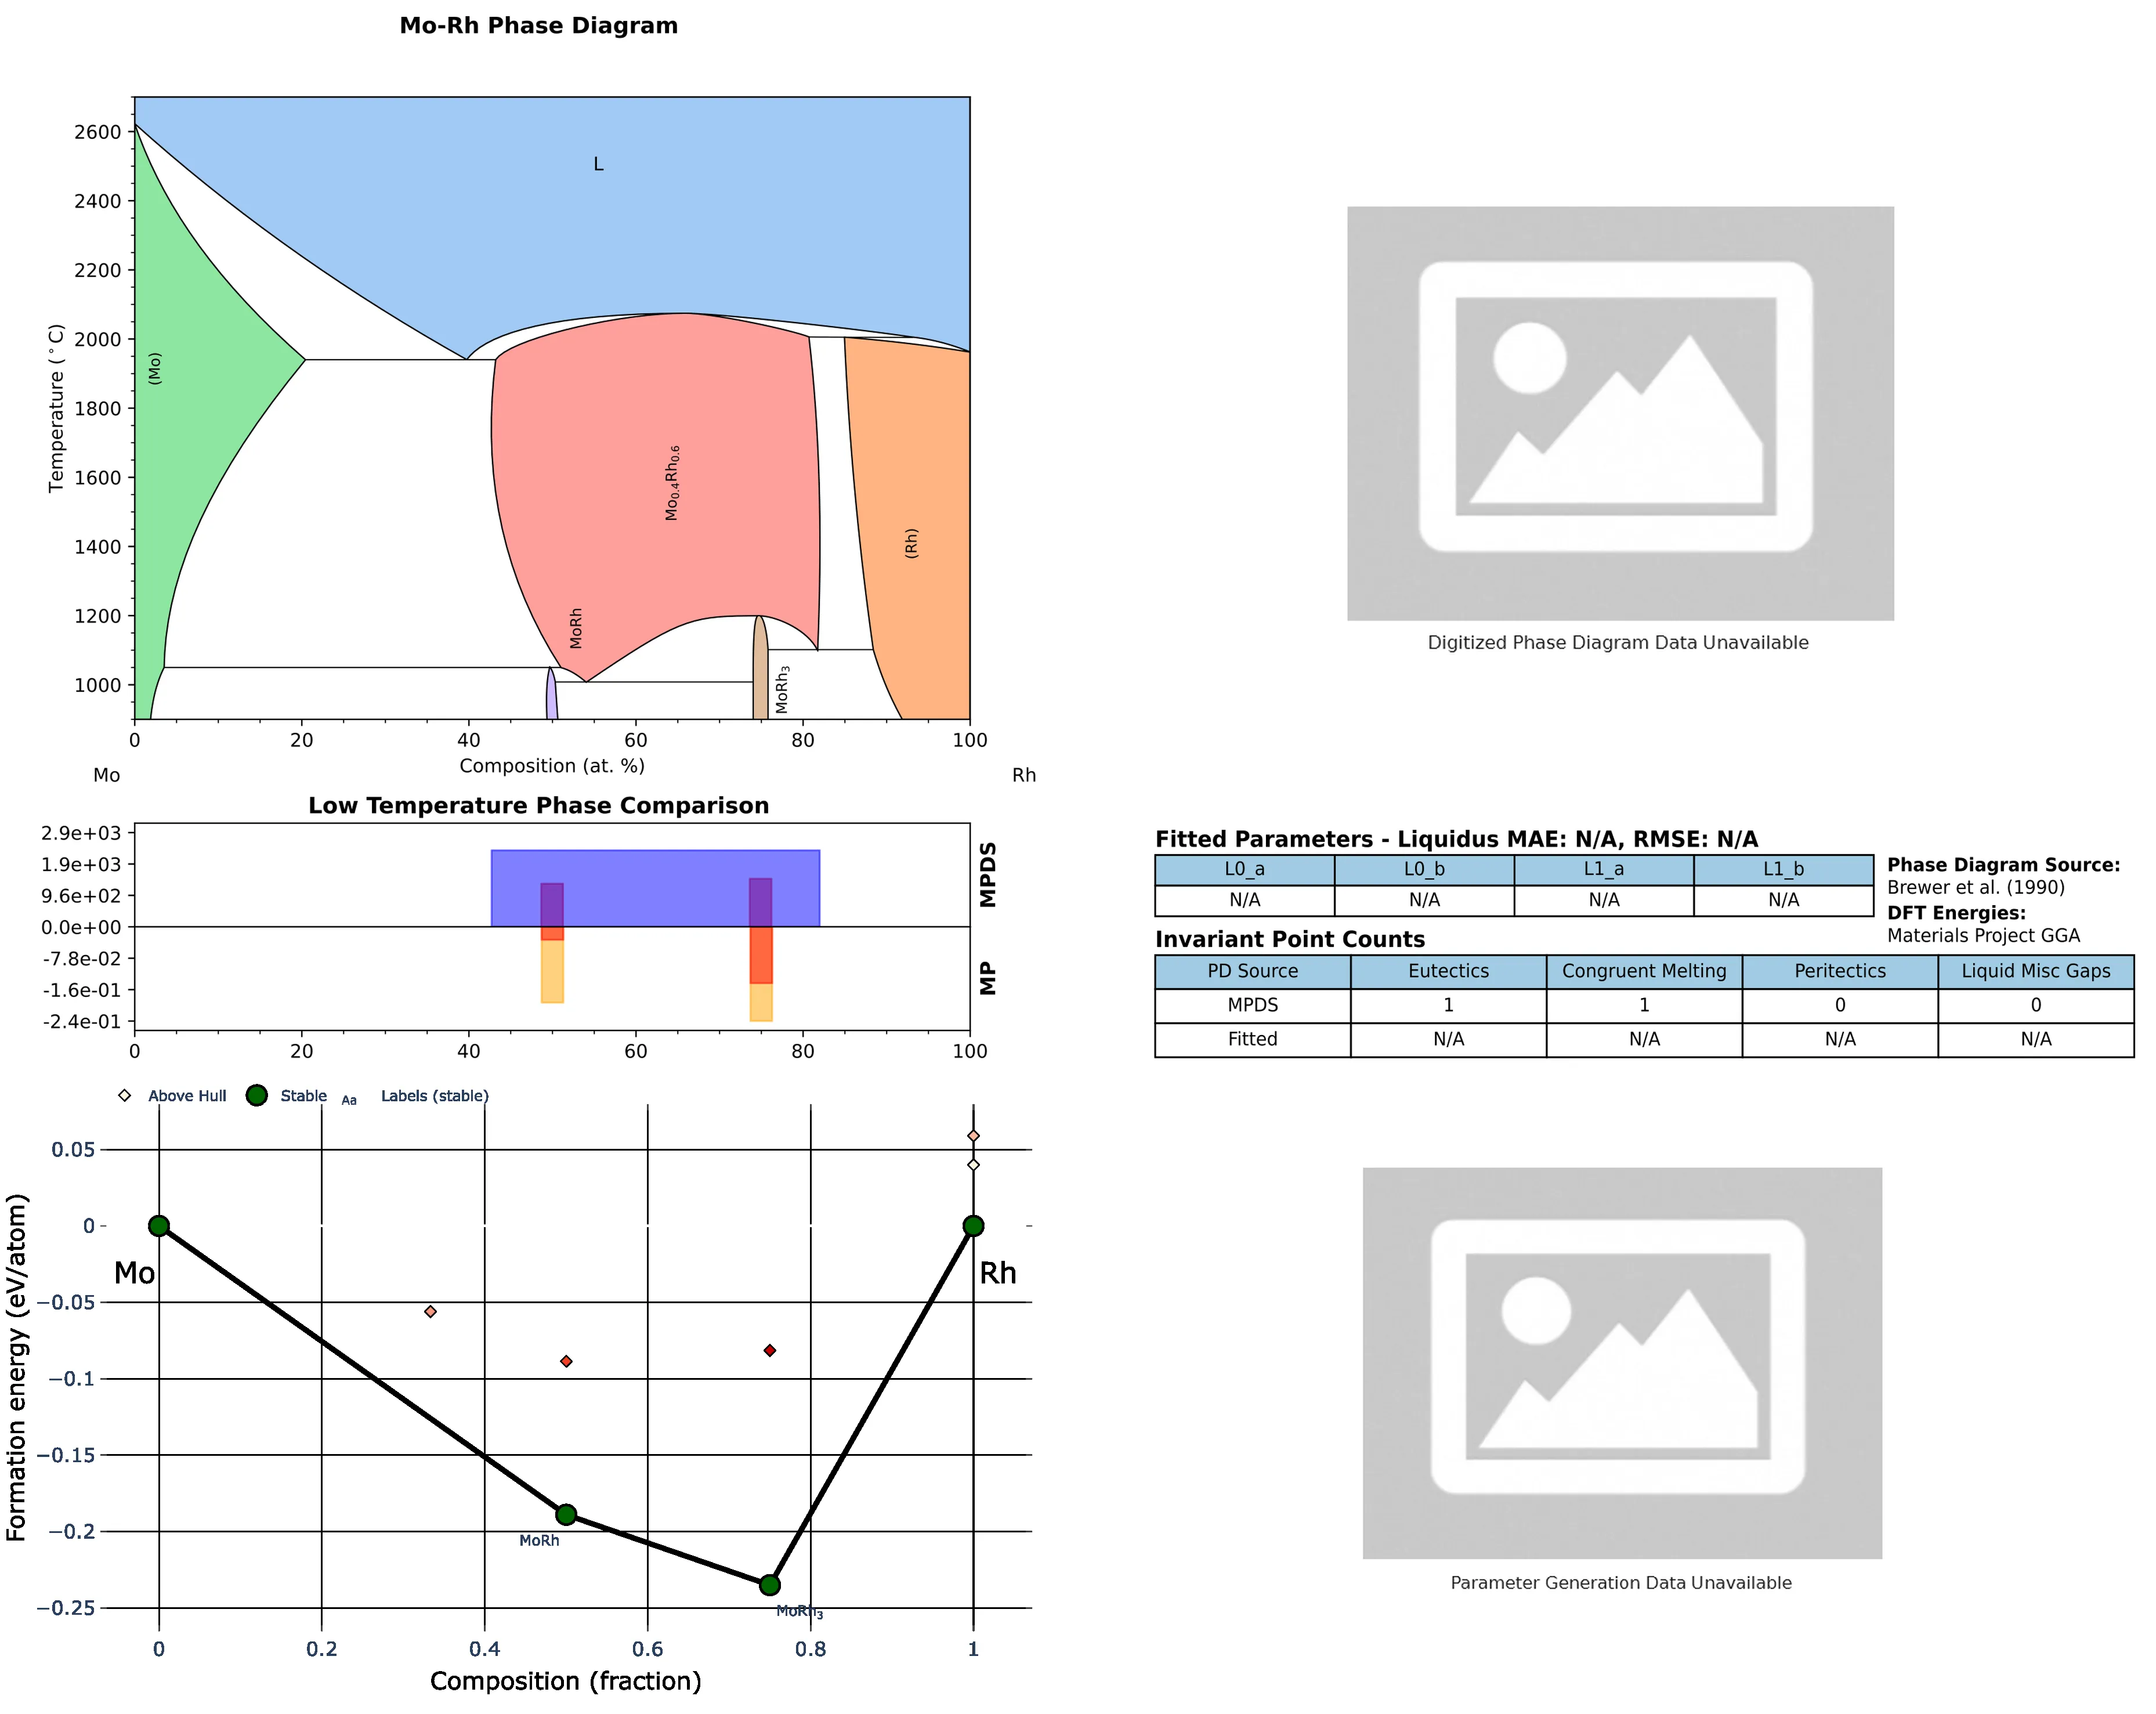 Mo-Rh Phase Diagram
2600
2400
2200
2000
1800
1600
1400
1200
1000
Temperature (°C)
L
(Mo)
Mo0.4Rh0.6
(Rh)
MoRh
MoRh3
0 20 40 60 80 100
Composition (at. %)
Mo Rh
Digitized Phase Diagram Data Unavailable
Low Temperature Phase Comparison
2.9e+03
1.9e+03
9.6e+02
0.0e+00
-7.8e-02
-1.6e-01
-2.4e-01
MPDS
MP
0 20 40 60 80 100
Fitted Parameters - Liquidus MAE: N/A, RMSE: N/A
L0_a L0_b L1_a L1_b
N/A N/A N/A N/A
Phase Diagram Source:
Brewer et al. (1990)
DFT Energies:
Materials Project GGA
Invariant Point Counts
PD Source Eutectics Congruent Melting Peritectics Liquid Misc Gaps
MPDS 1 1 0 0
Fitted N/A N/A N/A N/A
Above Hull Stable Aa Labels (stable)
0.05
0
−0.05
−0.1
−0.15
−0.2
−0.25
Formation energy (eV/atom)
Mo
Rh
MoRh
MoRh3
0 0.2 0.4 0.6 0.8 1
Composition (fraction)
Parameter Generation Data Unavailable